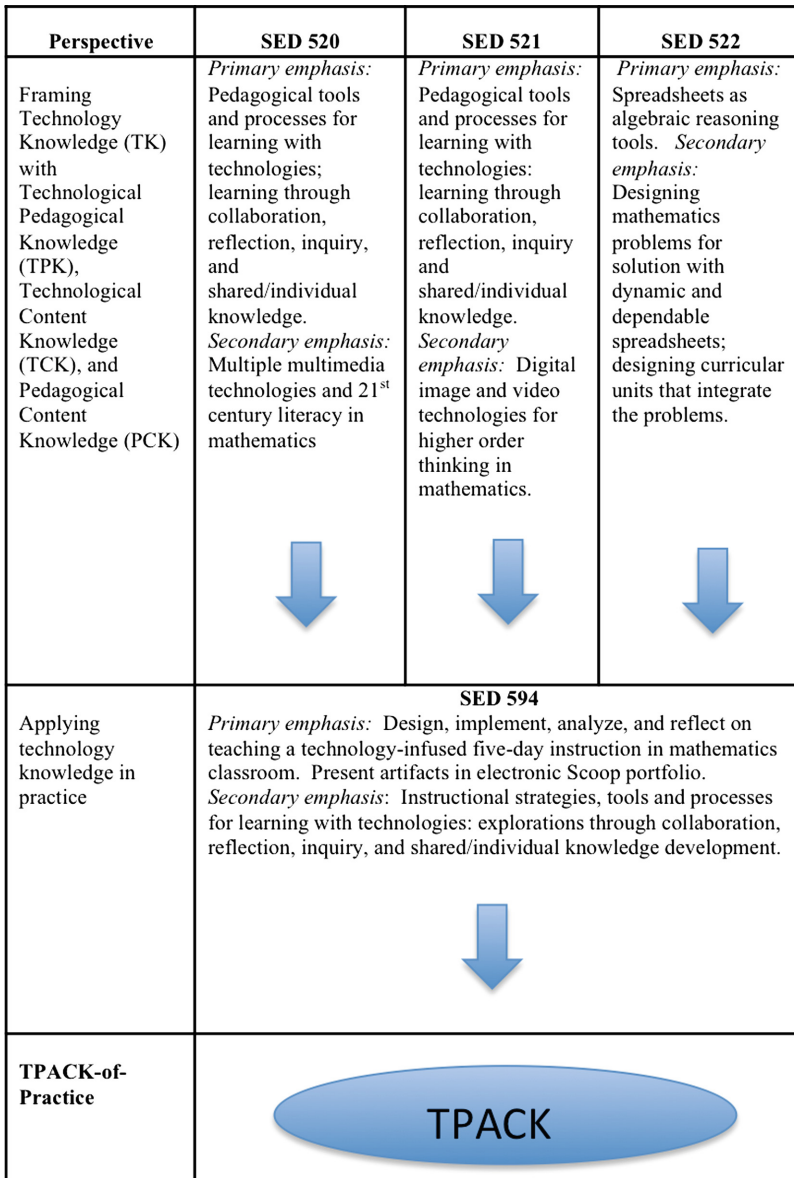 Perspective
SED 520
SED 521
SED 522
Framing
Technology
Knowledge (TK)
with
Technological
Pedagogical
Knowledge
(TPK),
Technological
Content
Knowledge
(TCK), and
Pedagogical
Content
Knowledge (PCK)
Primary emphasis:
Pedagogical tools
and processes for
learning with
technologies;
learning through
collaboration,
reflection, inquiry,
and
shared/individual
knowledge.
Secondary emphasis:
Multiple multimedia
technologies and 21st
century literacy in
mathematics
Primary emphasis:
Pedagogical tools
and processes for
learning with
technologies:
learning through
collaboration,
reflection, inquiry
and
shared/individual
knowledge.
Secondary
emphasis: Digital
image and video
technologies for
higher order
thinking in
mathematics.
Primary emphasis:
Spreadsheets as
algebraic reasoning
tools. Secondary
emphasis:
Designing
mathematics
problems for
solution with
dynamic and
dependable
spreadsheets;
designing curricular
units that integrate
the problems.
Applying
technology
knowledge in
practice
SED 594
Primary emphasis: Design, implement, analyze, and reflect on
teaching a technology-infused five-day instruction in mathematics
classroom. Present artifacts in electronic Scoop portfolio.
Secondary emphasis: Instructional strategies, tools and processes
for learning with technologies: explorations through collaboration,
reflection, inquiry, and shared/individual knowledge development.
TPACK-of-
Practice
TPACK